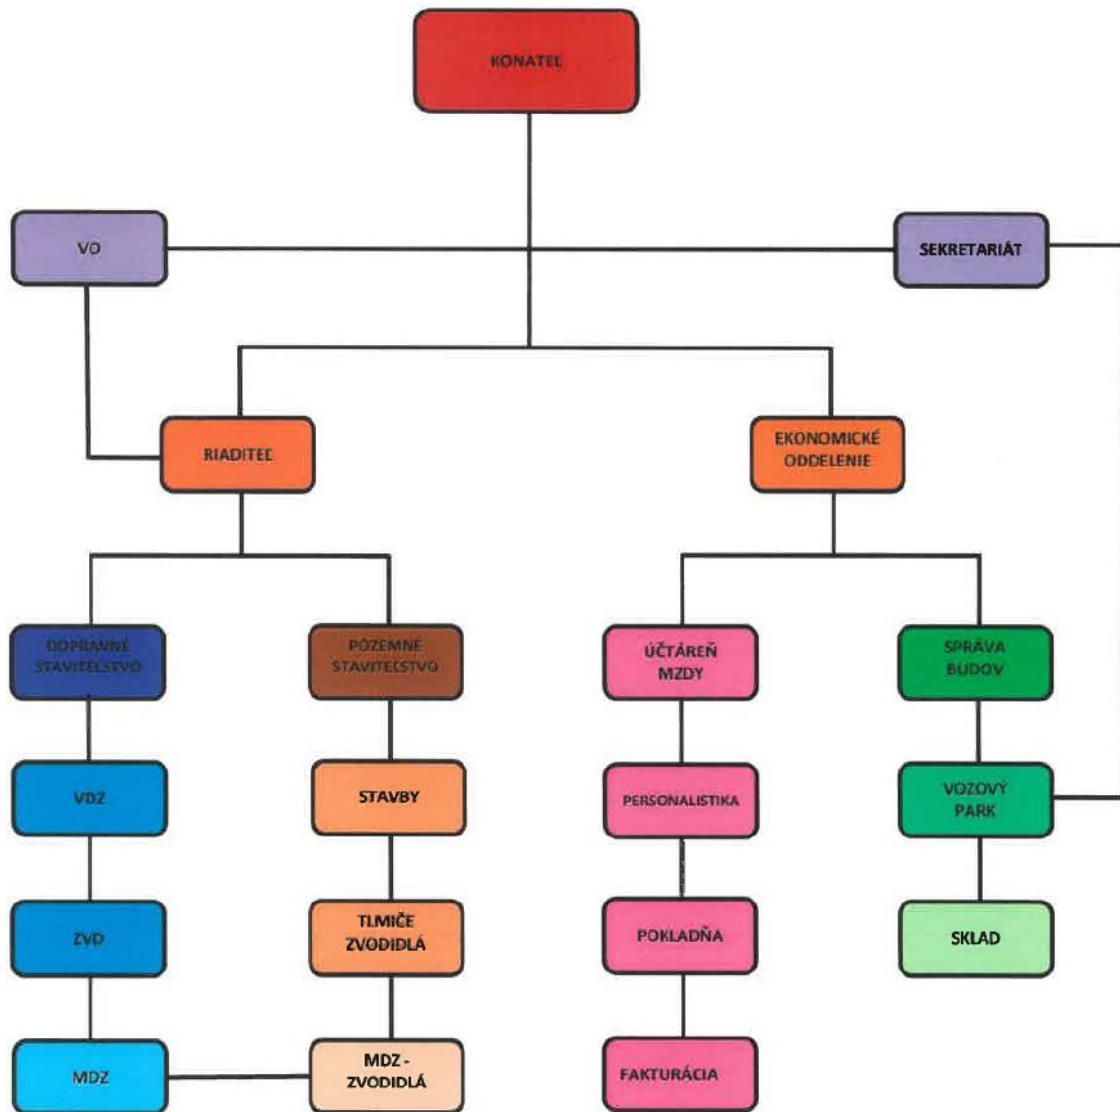 KONATEĽ
VO
SEKRETARIÁT
RIADITEĽ
EKONOMICKÉ
ODDELENIE
DOPRAVNÉ
STAVITEĽSTVO
POZEMNÉ
STAVITEĽSTVO
ÚČTÁREŇ
MZDY
SPRÁVA
BUDOV
VDZ
STAVBY
PERSONALISTIKA
VOZOVÝ
PARK
ZVD
TLMIČE
ZVODIDLÁ
POKLADŇA
SKLAD
MDZ
MDZ -
ZVODIDLÁ
FAKTURÁCIA